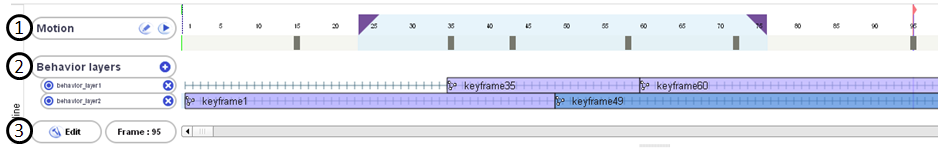 1 Motion 1 5 10 15 20 25 30 35 40 45 50 55 60 65 70 75 80 85 90 95
2 Behavior layers
behavior_layer1 keyframe35 keyframe60
behavior_layer2 keyframe1 keyframe49
3 Edit Frame : 95
ine